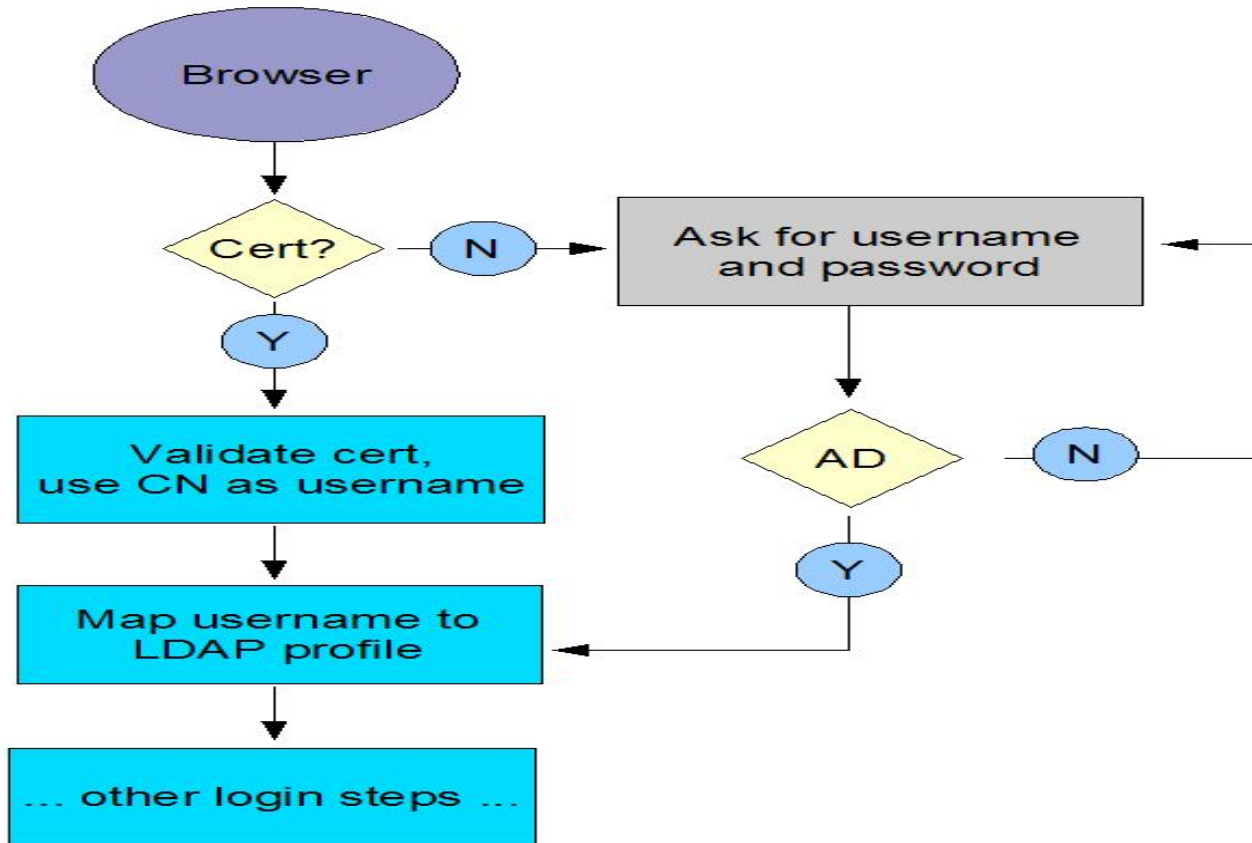 Browser
Cert?
N
Ask for username
and password
Y
Validate cert,
use CN as username
AD
N
Y
Map username to
LDAP profile
... other login steps ...